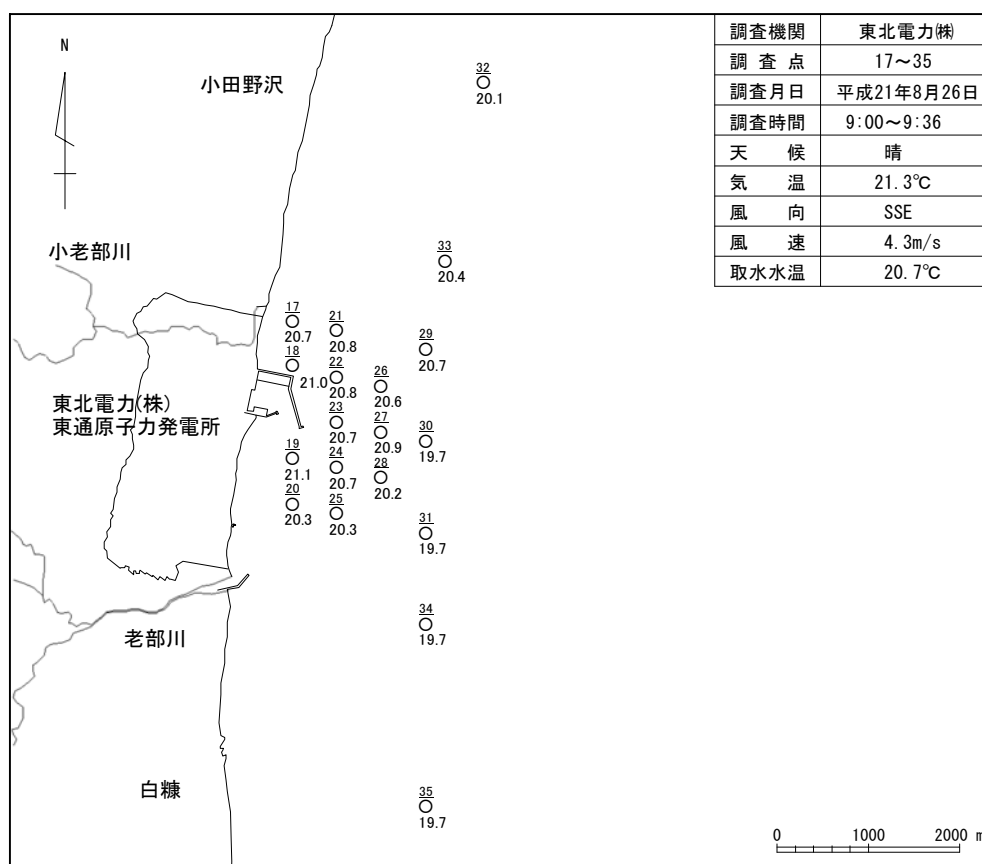 調査機関 東北電力㈱
調査点 17～35
調査月日 平成21年8月26日
調査時間 9:00～9:36
天候 晴
気温 21.3℃
風向 SSE
風速 4.3m/s
取水水温 20.7℃
N
小田野沢
32
20.1
小老部川
33
20.4
17
20.7
21
20.8
29
20.7
18
21.0
22
20.8
26
20.6
東北電力(株)
東通原子力発電所
23
20.7
27
20.9
30
19.7
19
21.1
24
20.7
28
20.2
20
20.3
25
20.3
31
19.7
34
19.7
老部川
白糠
35
19.7
0 1000 2000 m